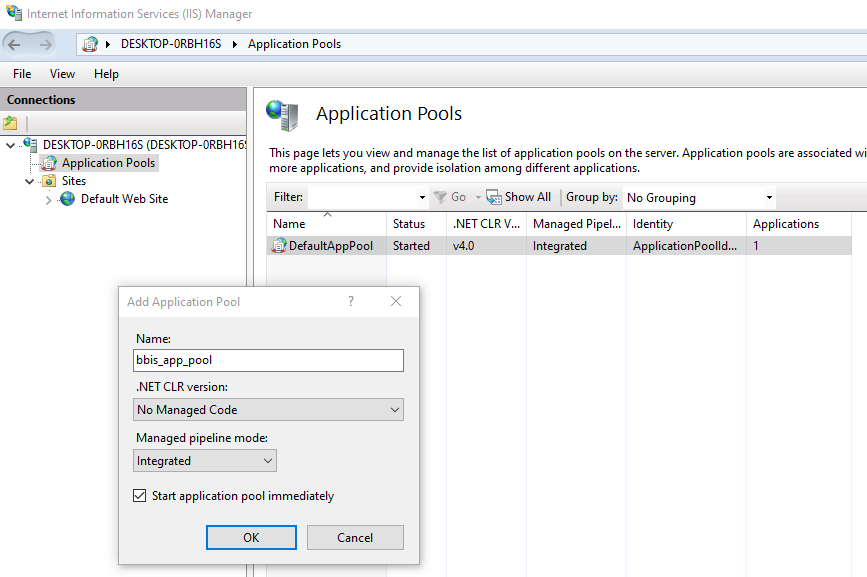 Internet Information Services (IIS) Manager
DESKTOP-0RBH16S Application Pools
File View Help
Connections
DESKTOP-0RBH16S (DESKTOP-0RBH16S
Application Pools
Sites
Default Web Site
Application Pools
This page lets you view and manage the list of application pools on the server. Application pools are associated wi
more applications, and provide isolation among different applications.
Filter: Go Show All Group by: No Grouping
Name Status .NET CLR V... Managed Pipel... Identity Applications
DefaultAppPool Started v4.0 Integrated ApplicationPoolId... 1
Add Application Pool ?
Name:
bbis_app_pool
.NET CLR version:
No Managed Code
Managed pipeline mode:
Integrated
Start application pool immediately
OK Cancel